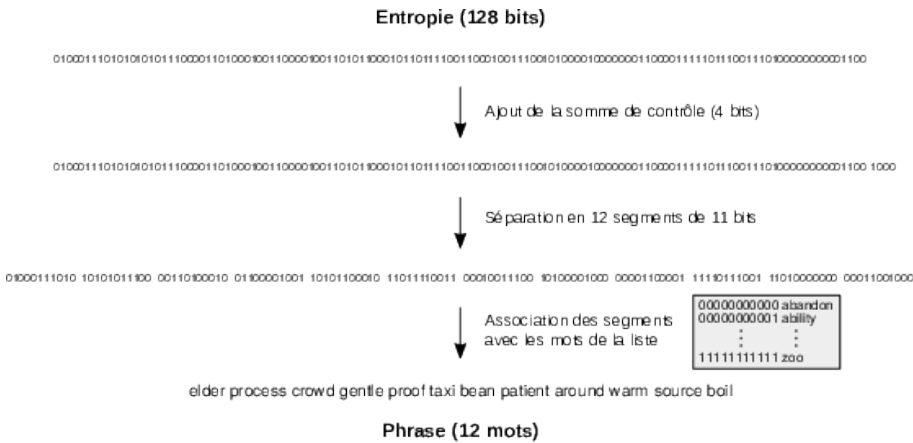 Entropie (128 bits)
01000111010101010111000011010001001100001001101011000101101111001100010011100101000010000000110000111110111001110100000000001100
Ajout de la somme de contrôle (4 bits)
01000111010101010111000011010001001100001001101011000101101111001100010011100101000010000000110000111110111001110100000000001100 1000
Séparation en 12 segments de 11 bits
01000111010 10101011100 00110100010 01100001001 10101100010 11011110011 00010011100 10100001000 00001100001 11110111001 11010000000 00011001000
Association des segments
avec les mots de la liste
00000000000 abandon
00000000001 ability
⋮ ⋮
11111111111 zoo
elder process crowd gentle proof taxi bean patient around warm source boil
Phrase (12 mots)